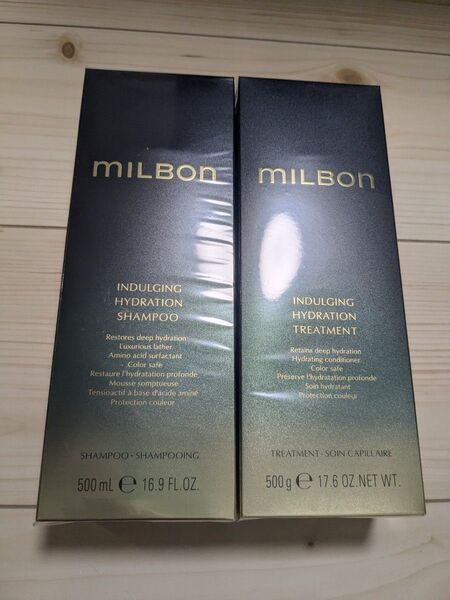 MILBON
INDULGING
HYDRATION
SHAMPOO
Restores deep hydration
Luxurious lather
Amino acid surfactant
Color safe
Restaure l'hydratation profonde
Mousse somptueuse
Tensioactif à base d'acide aminé
Protection couleur
SHAMPOO · SHAMPOOING
500 mL ℮ 16.9 FL.OZ.
MILBON
INDULGING
HYDRATION
TREATMENT
Retains deep hydration
Hydrating conditioner
Color safe
Préserve l'hydratation profonde
Soin hydratant
Protection couleur
TREATMENT · SOIN CAPILLAIRE
500 g ℮ 17.6 OZ.NET WT.